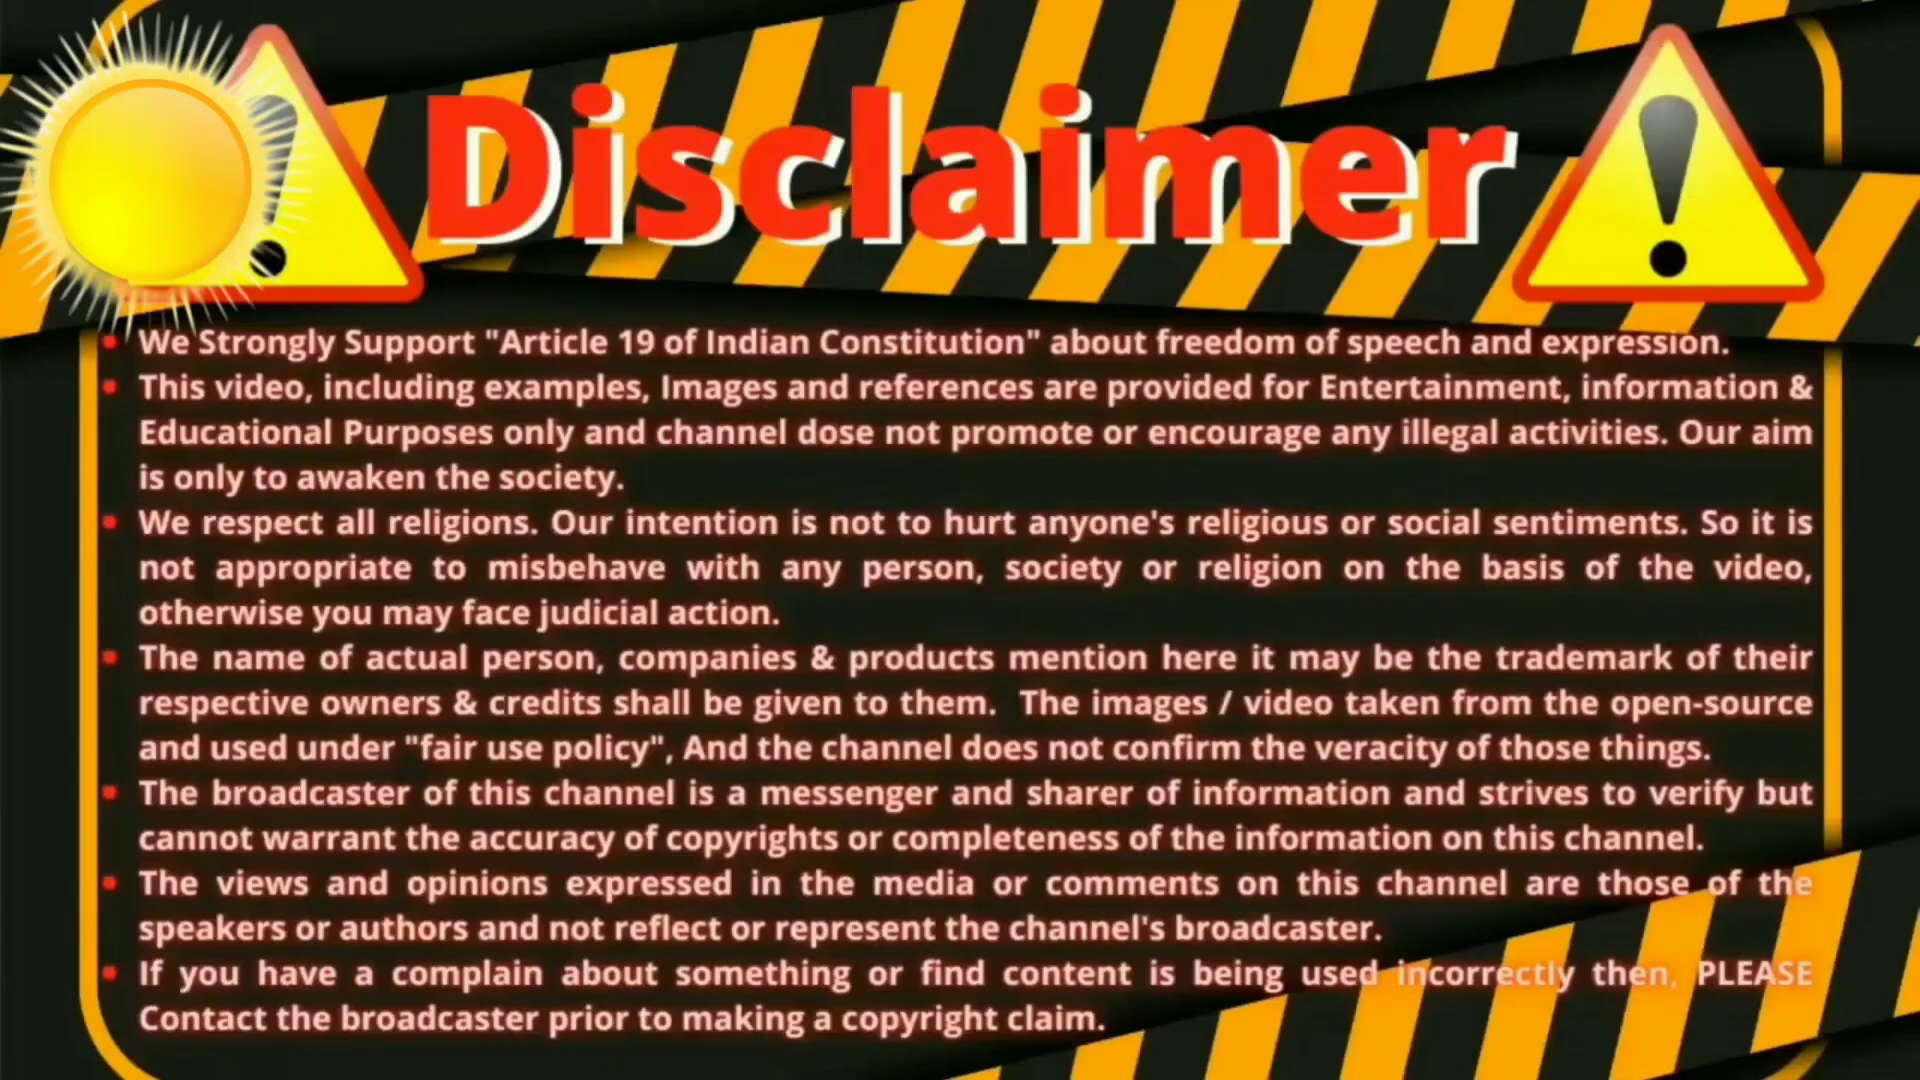 Disclaimer
• We Strongly Support "Article 19 of Indian Constitution" about freedom of speech and expression.
• This video, including examples, Images and references are provided for Entertainment, information &
Educational Purposes only and channel dose not promote or encourage any illegal activities. Our aim
is only to awaken the society.
• We respect all religions. Our intention is not to hurt anyone's religious or social sentiments. So it is
not appropriate to misbehave with any person, society or religion on the basis of the video,
otherwise you may face judicial action.
• The name of actual person, companies & products mention here it may be the trademark of their
respective owners & credits shall be given to them. The images / video taken from the open-source
and used under "fair use policy", And the channel does not confirm the veracity of those things.
• The broadcaster of this channel is a messenger and sharer of information and strives to verify but
cannot warrant the accuracy of copyrights or completeness of the information on this channel.
• The views and opinions expressed in the media or comments on this channel are those of the
speakers or authors and not reflect or represent the channel's broadcaster.
• If you have a complain about something or find content is being used incorrectly then, PLEASE
Contact the broadcaster prior to making a copyright claim.